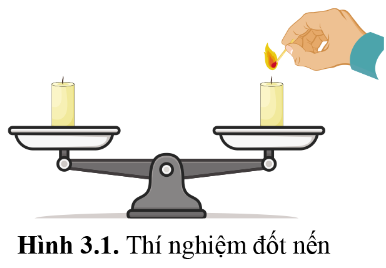 Hình 3.1. Thí nghiệm đốt nến